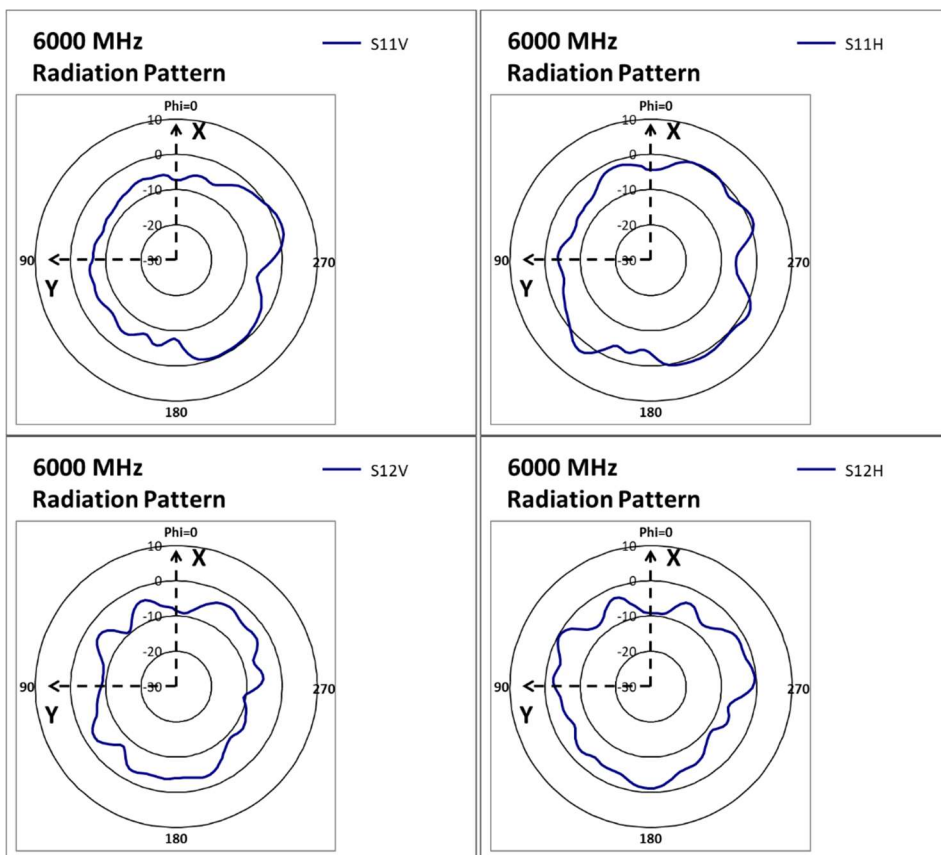 6000 MHz
Radiation Pattern
S11V
Phi=0
10
X
0
-10
-20
-30
90
Y
270
180
6000 MHz
Radiation Pattern
S11H
Phi=0
10
X
0
-10
-20
-30
90
Y
270
180
6000 MHz
Radiation Pattern
S12V
Phi=0
10
X
0
-10
-20
-30
90
Y
270
180
6000 MHz
Radiation Pattern
S12H
Phi=0
10
X
0
-10
-20
-30
90
Y
270
180